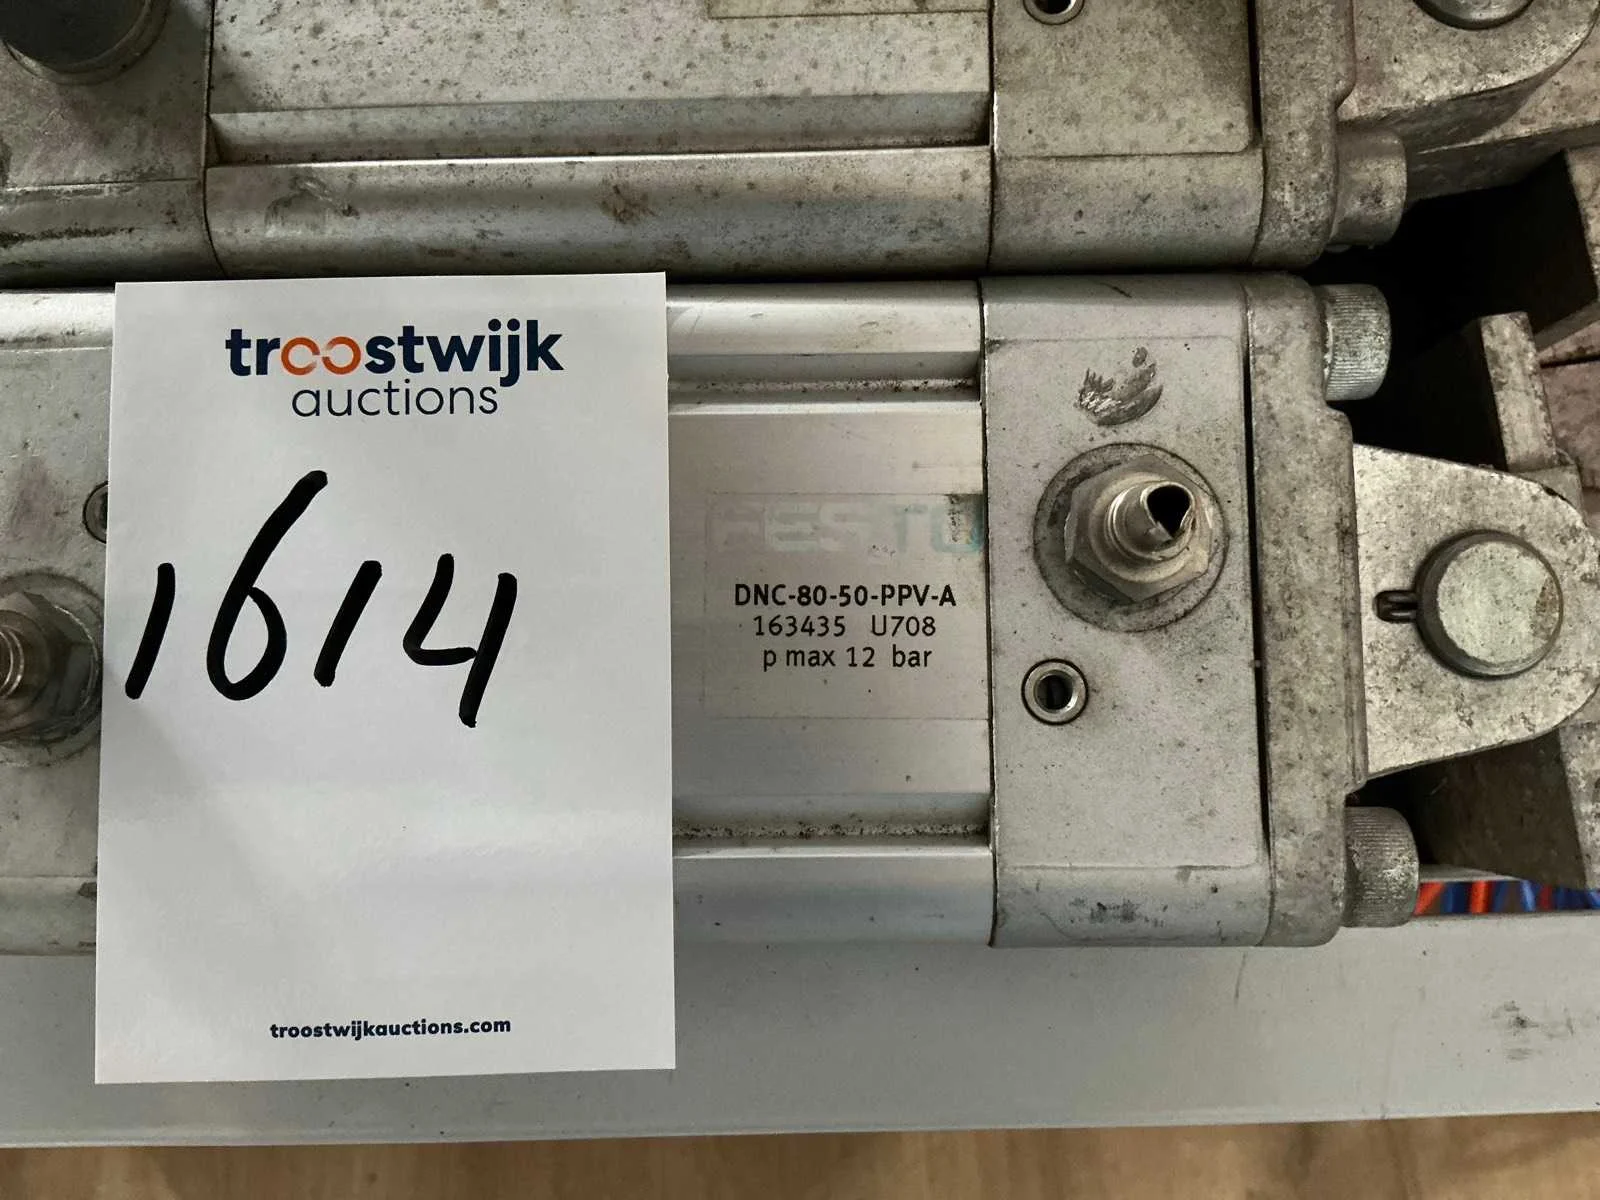 troostwijk
auctions
1614
troostwijkauctions.com
FESTO
DNC-80-50-PPV-A
163435 U708
p max 12 bar